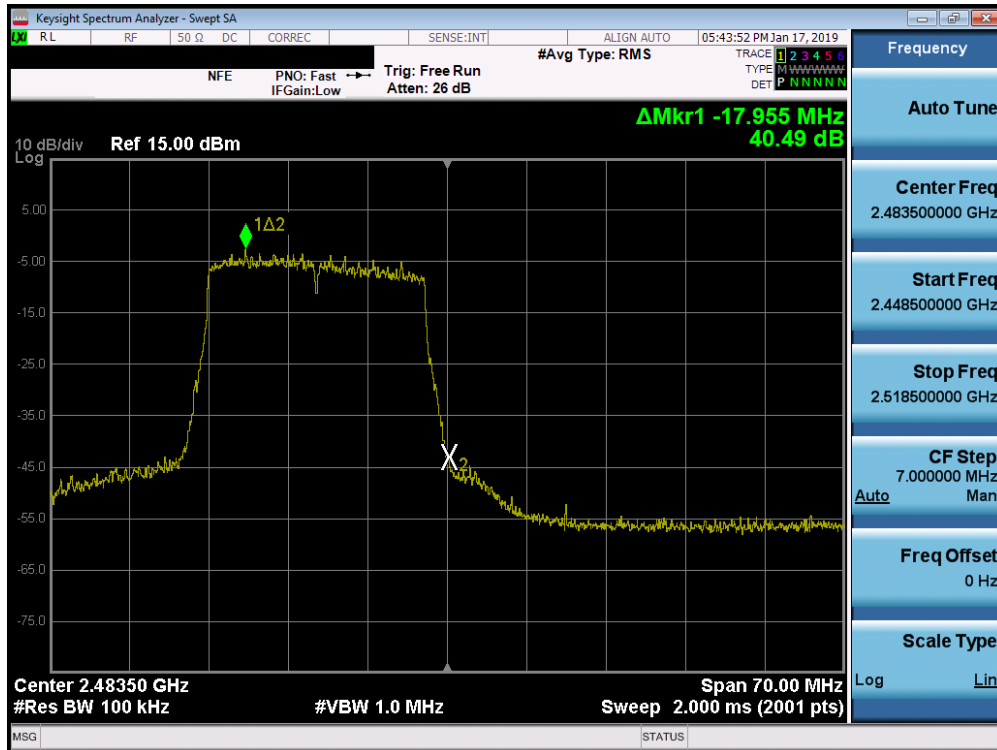 Keysight Spectrum Analyzer - Swept SA
LXI RL RF 50 Ω DC CORREC SENSE:INT ALIGN AUTO 05:43:52 PM Jan 17, 2019
NFE PNO: Fast Trig: Free Run #Avg Type: RMS TRACE 1 2 3 4 5 6
IFGain:Low Atten: 26 dB TYPE M WWWWW
DET P N N N N N
ΔMkr1 -17.955 MHz
40.49 dB
10 dB/div Ref 15.00 dBm
Log
5.00
-5.00
-15.0
-25.0
-35.0
-45.0
-55.0
-65.0
-75.0
1Δ2
X2
Center 2.48350 GHz Span 70.00 MHz
#Res BW 100 kHz #VBW 1.0 MHz Sweep 2.000 ms (2001 pts)
MSG STATUS
Frequency
Auto Tune
Center Freq
2.483500000 GHz
Start Freq
2.448500000 GHz
Stop Freq
2.518500000 GHz
CF Step
7.000000 MHz
Auto Man
Freq Offset
0 Hz
Scale Type
Log Lin